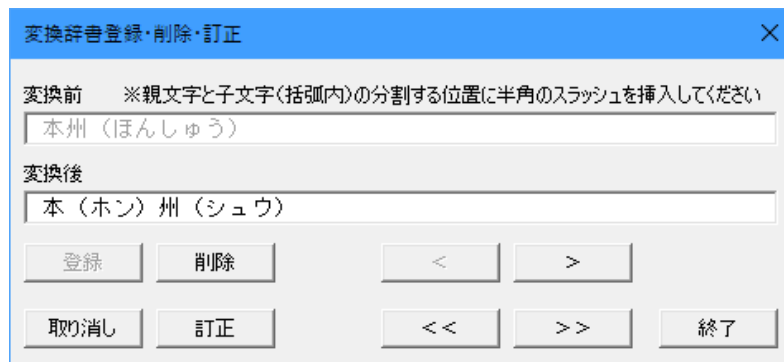 変換辞書登録・削除・訂正
変換前　※親文字と子文字（括弧内）の分割する位置に半角のスラッシュを挿入してください
本州（ほんしゅう）
変換後
本（ホン）州（シュウ）
登録　削除　＜　＞
取り消し　訂正　＜＜　＞＞　終了